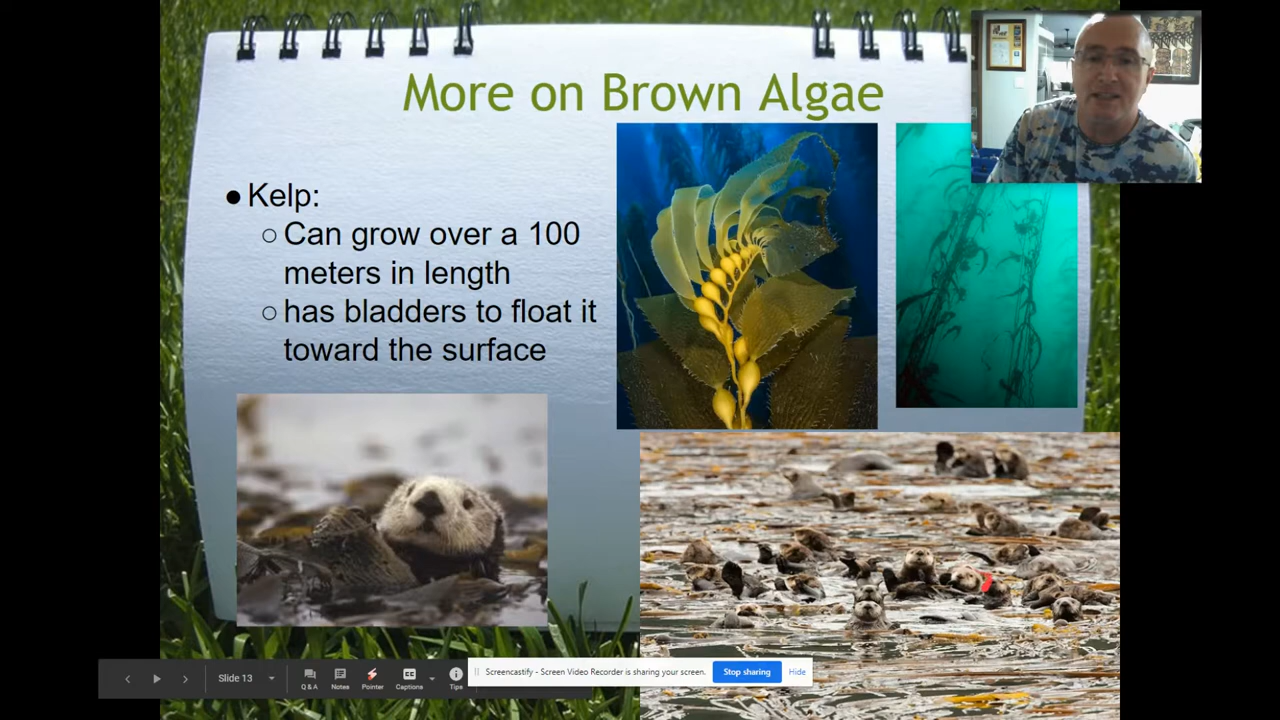 More on Brown Algae
● Kelp:
○ Can grow over a 100
meters in length
○ has bladders to float it
toward the surface
Slide 13
Q & A
Notes
Pointer
Captions
Tips
Screencastify - Screen Video Recorder is sharing your screen.
Stop sharing
Hide